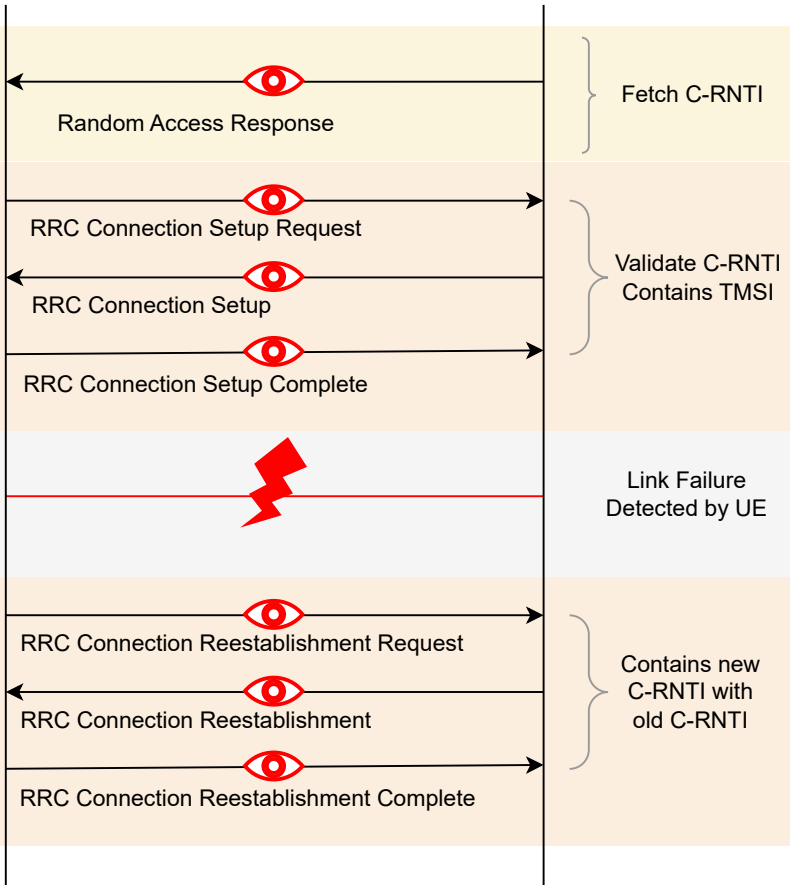 Fetch C-RNTI
Random Access Response
RRC Connection Setup Request
Validate C-RNTI
Contains TMSI
RRC Connection Setup
RRC Connection Setup Complete
Link Failure
Detected by UE
RRC Connection Reestablishment Request
Contains new
C-RNTI with
old C-RNTI
RRC Connection Reestablishment
RRC Connection Reestablishment Complete